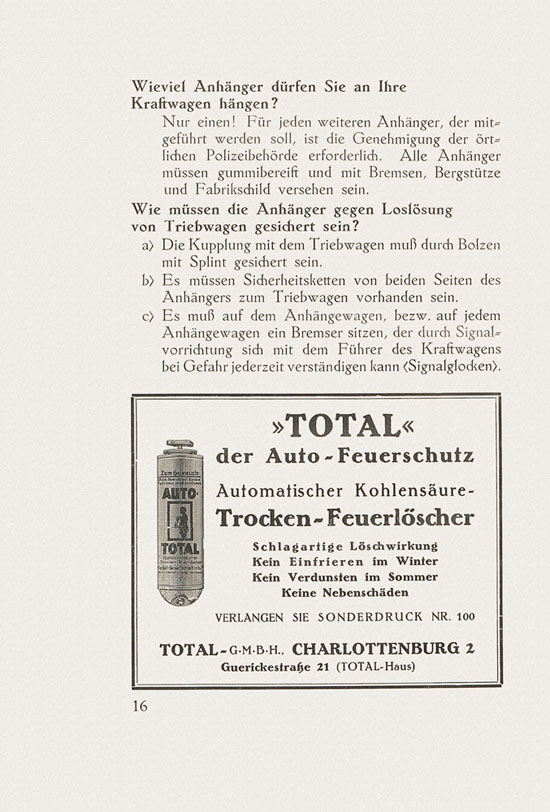 Wieviel Anhänger dürfen Sie an Ihre
Kraftwagen hängen?
Nur einen! Für jeden weiteren Anhänger, der mit=
geführt werden soll, ist die Genehmigung der ört=
lichen Polizeibehörde erforderlich. Alle Anhänger
müssen gummibereift und mit Bremsen, Bergstütze
und Fabrikschild versehen sein.
Wie müssen die Anhänger gegen Loslösung
von Triebwagen gesichert sein?
a) Die Kupplung mit dem Triebwagen muß durch Bolzen
mit Splint gesichert sein.
b) Es müssen Sicherheitsketten von beiden Seiten des
Anhängers zum Triebwagen vorhanden sein.
c) Es muß auf dem Anhängewagen, bezw. auf jedem
Anhängewagen ein Bremser sitzen, der durch Signal=
vorrichtung sich mit dem Führer des Kraftwagens
bei Gefahr jederzeit verständigen kann (Signalglocken).
»TOTAL«
der Auto-Feuerschutz
Automatischer Kohlensäure-
Trocken-Feuerlöscher
Schlagartige Löschwirkung
Kein Einfrieren im Winter
Kein Verdunsten im Sommer
Keine Nebenschäden
VERLANGEN SIE SONDERDRUCK NR. 100
TOTAL-G·M·B·H., CHARLOTTENBURG 2
Guerickestraße 21 (TOTAL-Haus)
Zum Gebrauch:
AUTO-
TOTAL
16